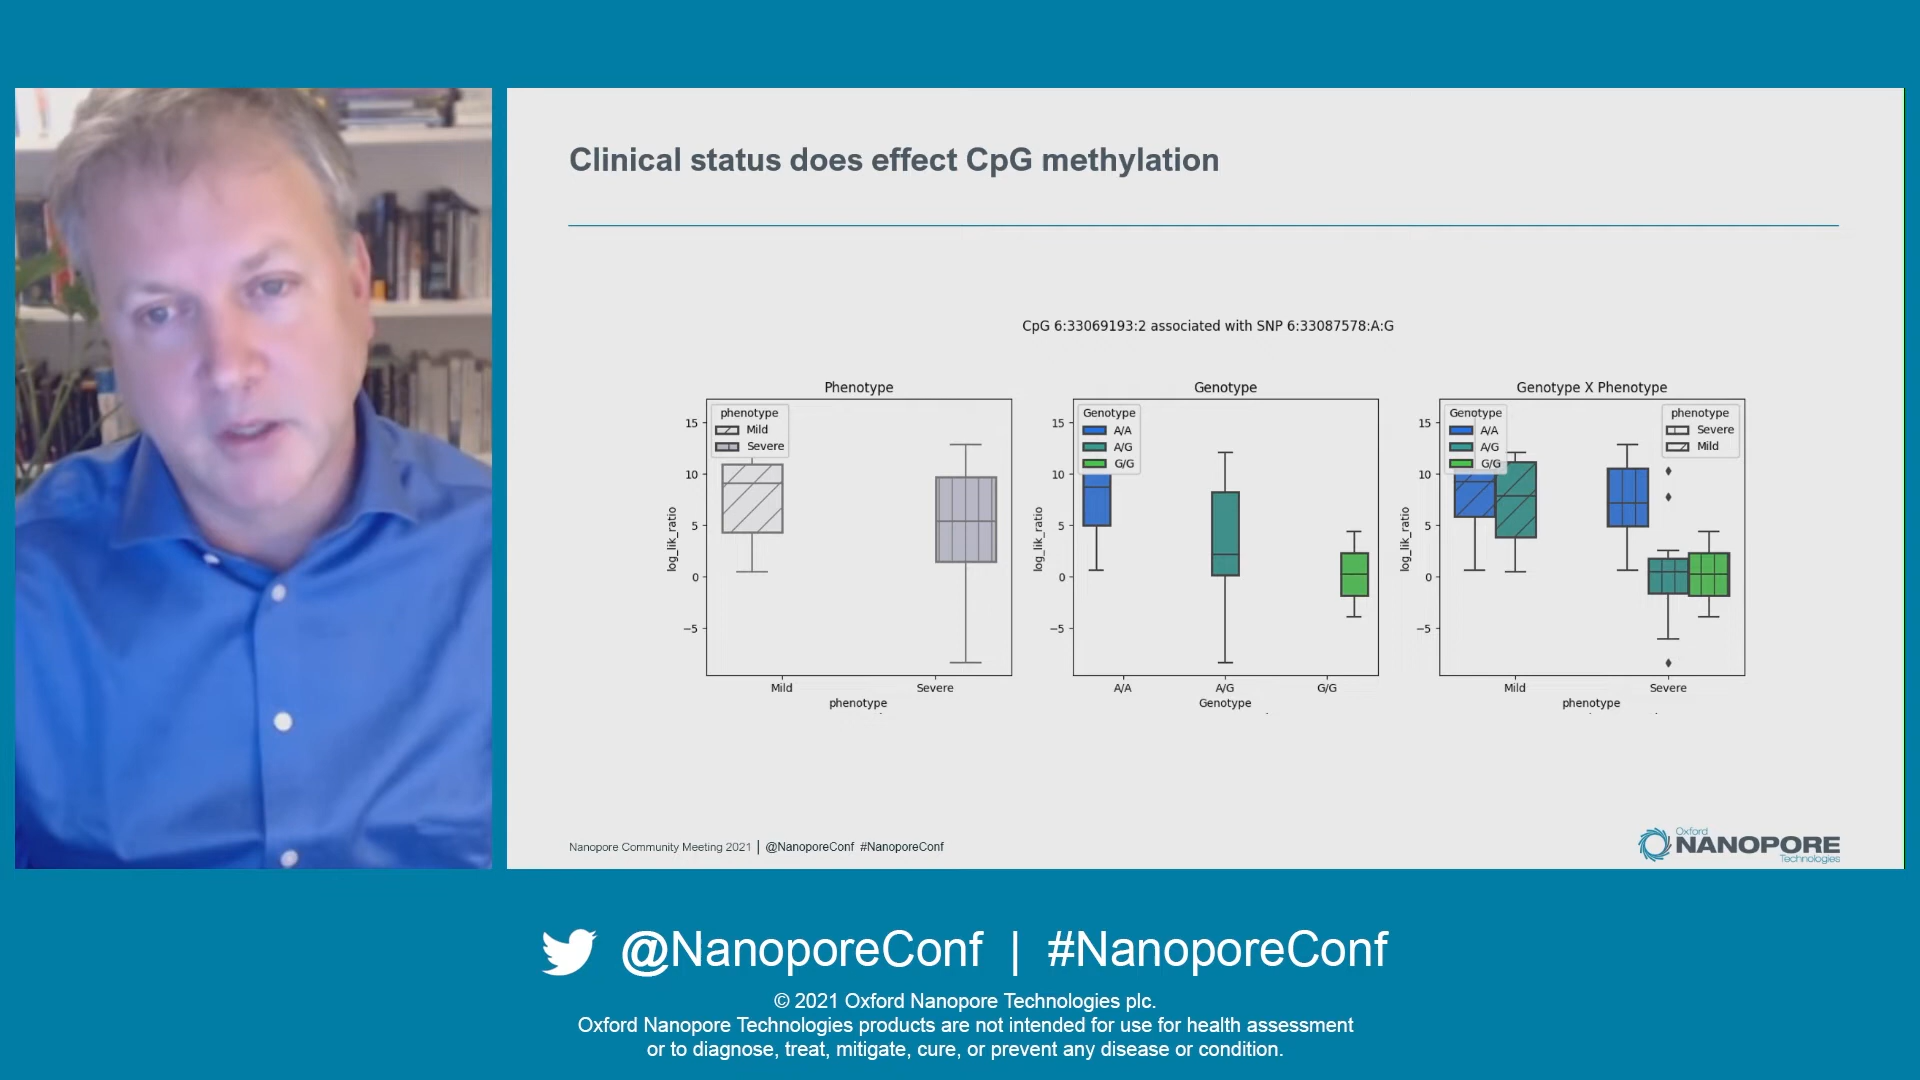 Clinical status does effect CpG methylation
CpG 6:33069193:2 associated with SNP 6:33087578:A:G
Phenotype
phenotype
Mild
Severe
15
10
5
0
−5
log_lik_ratio
Mild
Severe
phenotype
Genotype
Genotype
A/A
A/G
G/G
15
10
5
0
−5
log_lik_ratio
A/A
A/G
G/G
Genotype
Genotype X Phenotype
Genotype
A/A
A/G
G/G
phenotype
Severe
Mild
15
10
5
0
−5
log_lik_ratio
Mild
Severe
phenotype
Nanopore Community Meeting 2021 | @NanoporeConf #NanoporeConf
Oxford
NANOPORE
Technologies
@NanoporeConf | #NanoporeConf
© 2021 Oxford Nanopore Technologies plc.
Oxford Nanopore Technologies products are not intended for use for health assessment
or to diagnose, treat, mitigate, cure, or prevent any disease or condition.